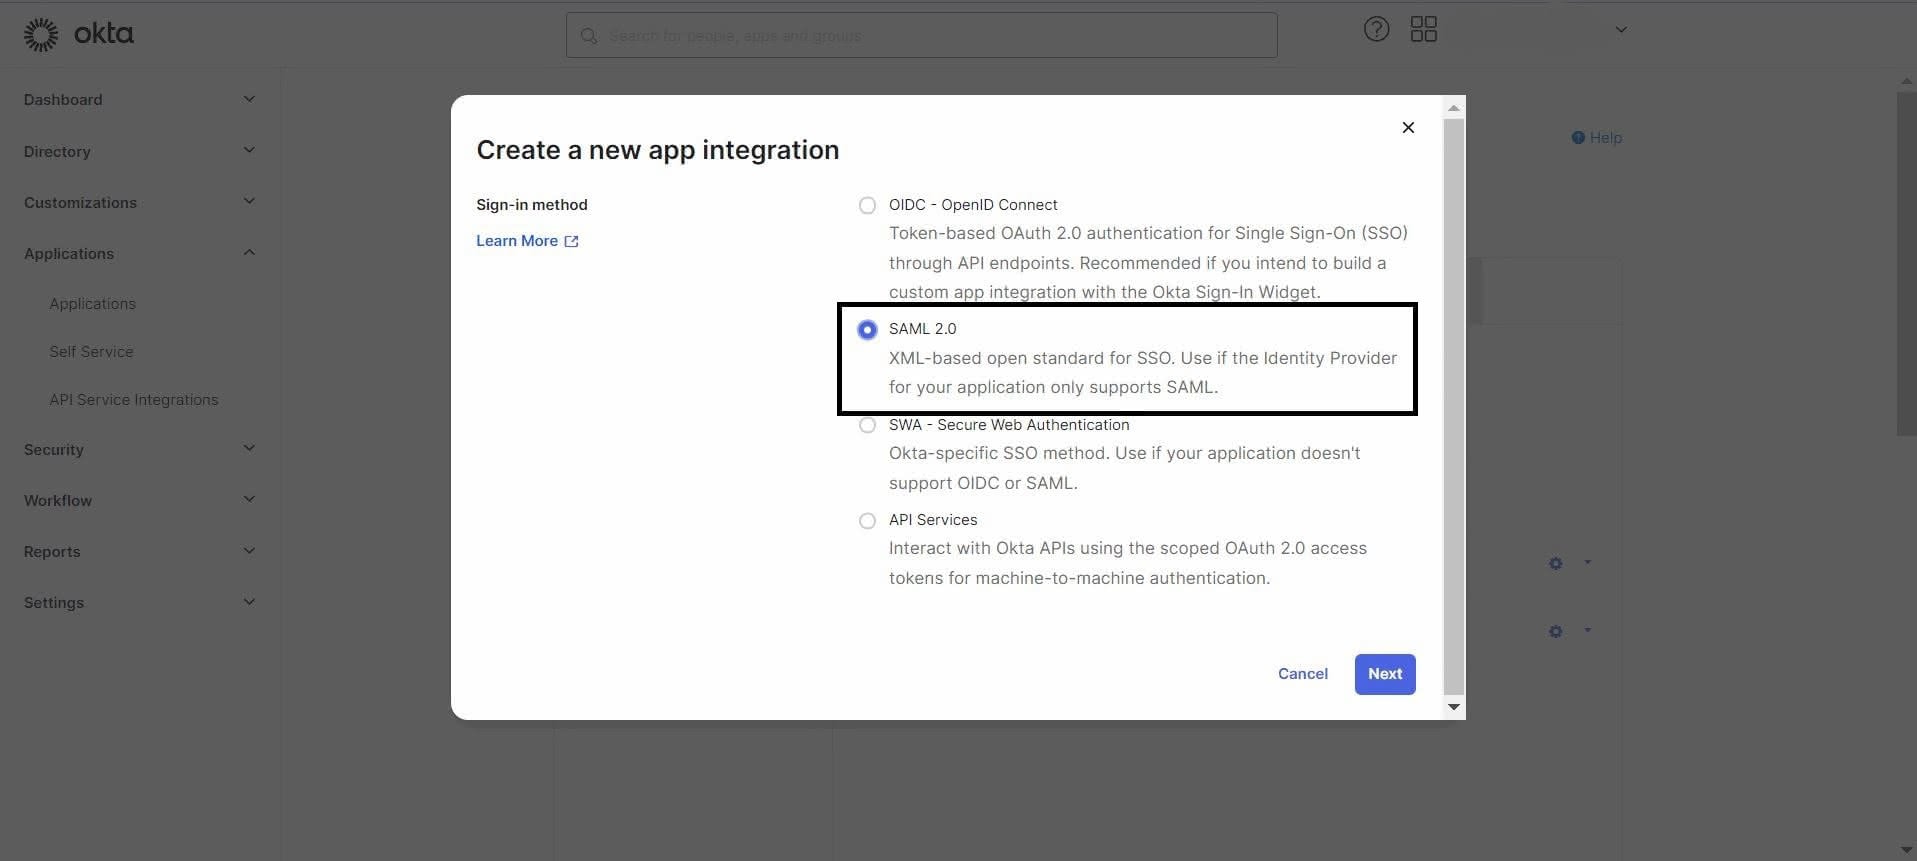 okta
Search for people, apps and groups
Dashboard
Directory
Customizations
Applications
Applications
Self Service
API Service Integrations
Security
Workflow
Reports
Settings
Help
Create a new app integration
Sign-in method
Learn More
OIDC - OpenID Connect
Token-based OAuth 2.0 authentication for Single Sign-On (SSO)
through API endpoints. Recommended if you intend to build a
custom app integration with the Okta Sign-In Widget.
SAML 2.0
XML-based open standard for SSO. Use if the Identity Provider
for your application only supports SAML.
SWA - Secure Web Authentication
Okta-specific SSO method. Use if your application doesn't
support OIDC or SAML.
API Services
Interact with Okta APIs using the scoped OAuth 2.0 access
tokens for machine-to-machine authentication.
Cancel
Next